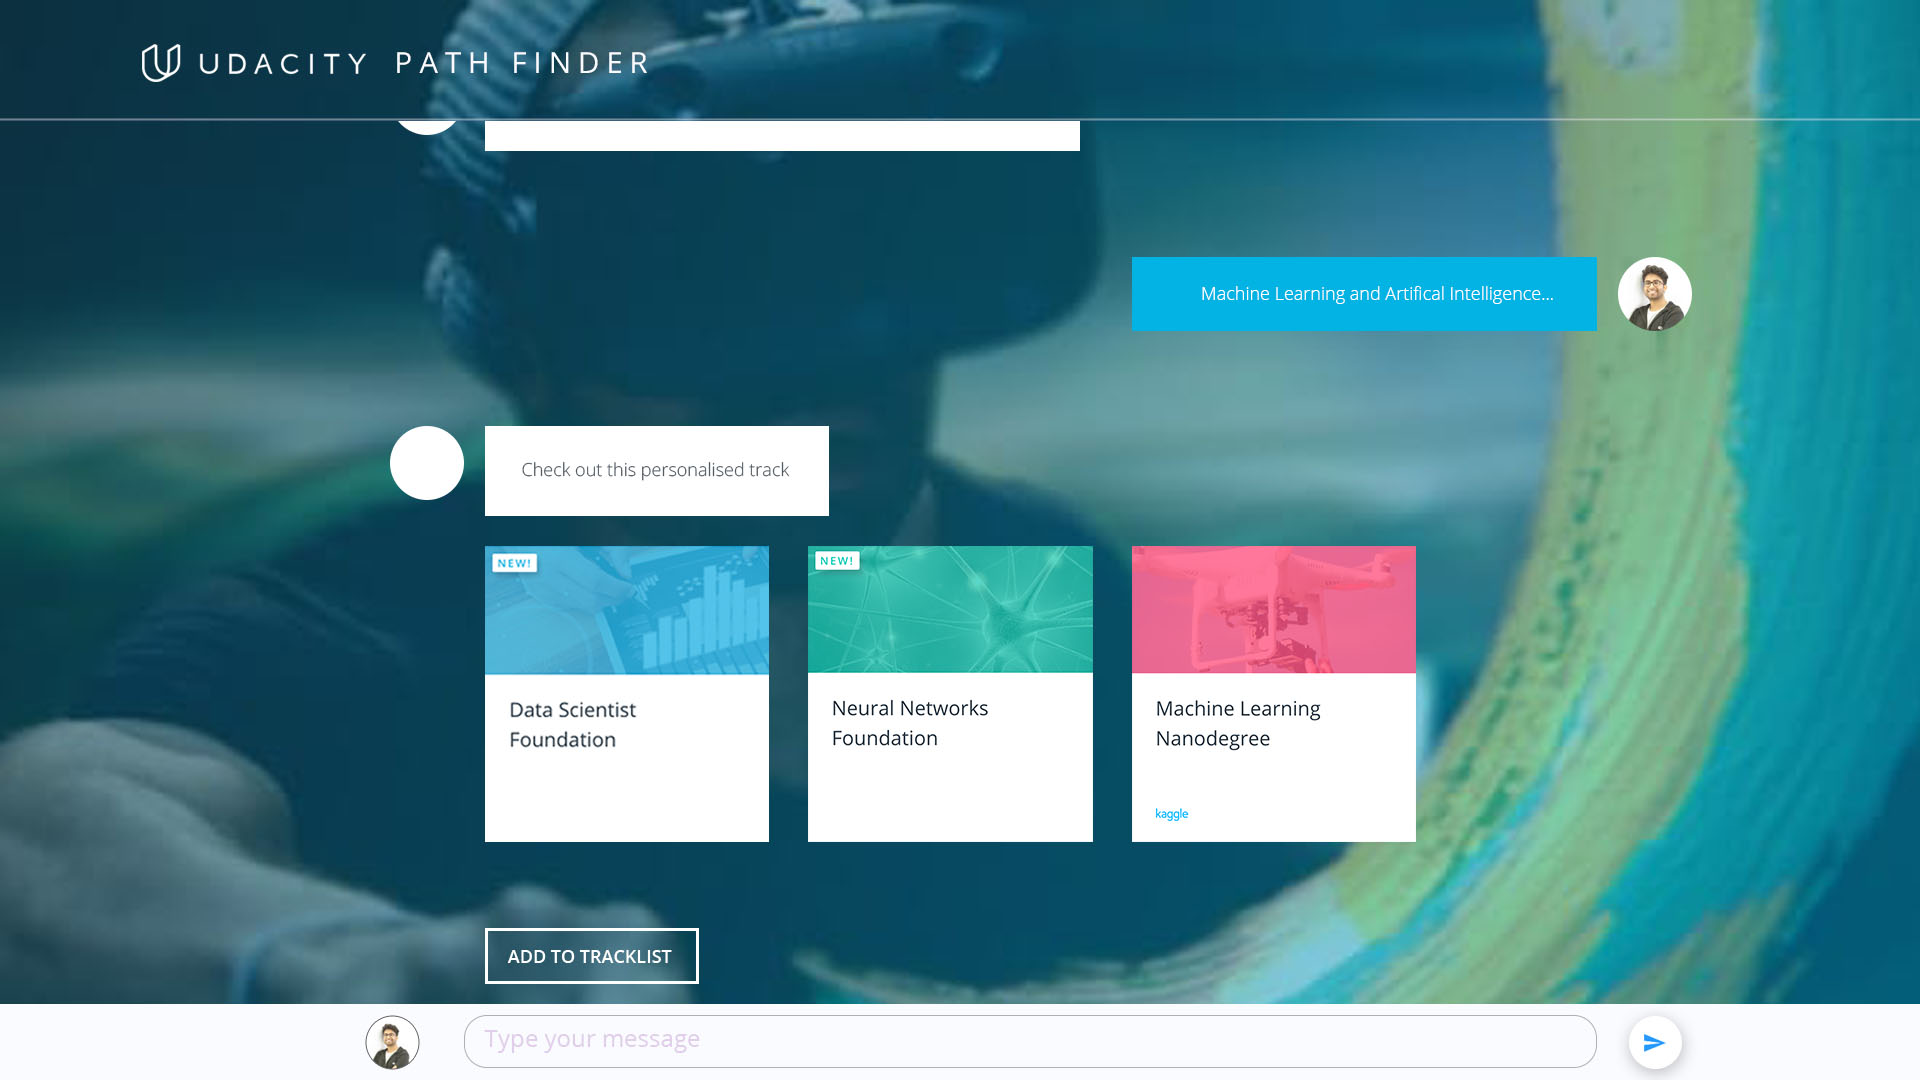 UDACITY PATH FINDER
Machine Learning and Artifical Intelligence...
Check out this personalised track
NEW!
Data Scientist
Foundation
NEW!
Neural Networks
Foundation
Machine Learning
Nanodegree
kaggle
ADD TO TRACKLIST
Type your message